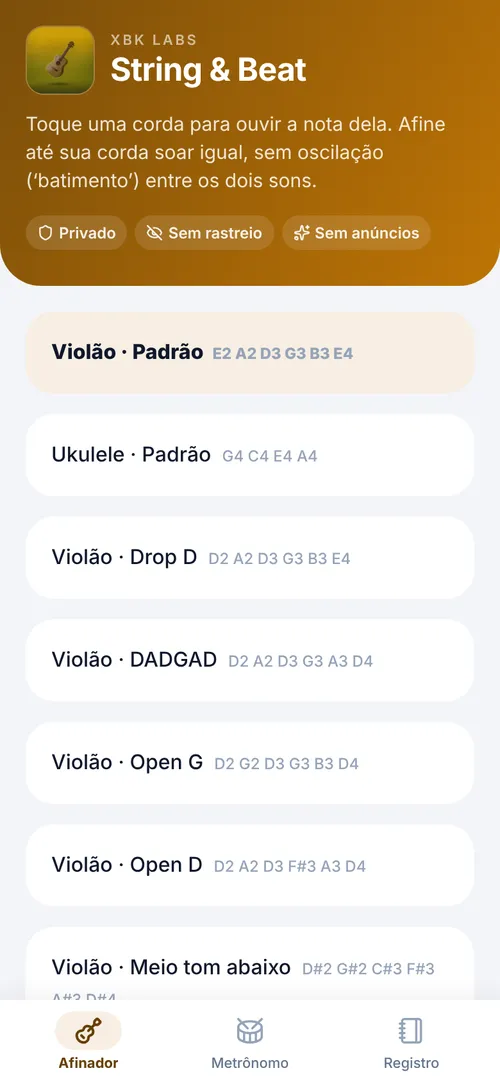 XBK LABS
String & Beat
Toque uma corda para ouvir a nota dela. Afine
até sua corda soar igual, sem oscilação
(‘batimento’) entre os dois sons.
Privado Sem rastreio Sem anúncios
Violão · Padrão E2 A2 D3 G3 B3 E4
Ukulele · Padrão G4 C4 E4 A4
Violão · Drop D D2 A2 D3 G3 B3 E4
Violão · DADGAD D2 A2 D3 G3 A3 D4
Violão · Open G D2 G2 D3 G3 B3 D4
Violão · Open D D2 A2 D3 F#3 A3 D4
Violão · Meio tom abaixo D#2 G#2 C#3 F#3
A#3 D#4
Afinador Metrônomo Registro